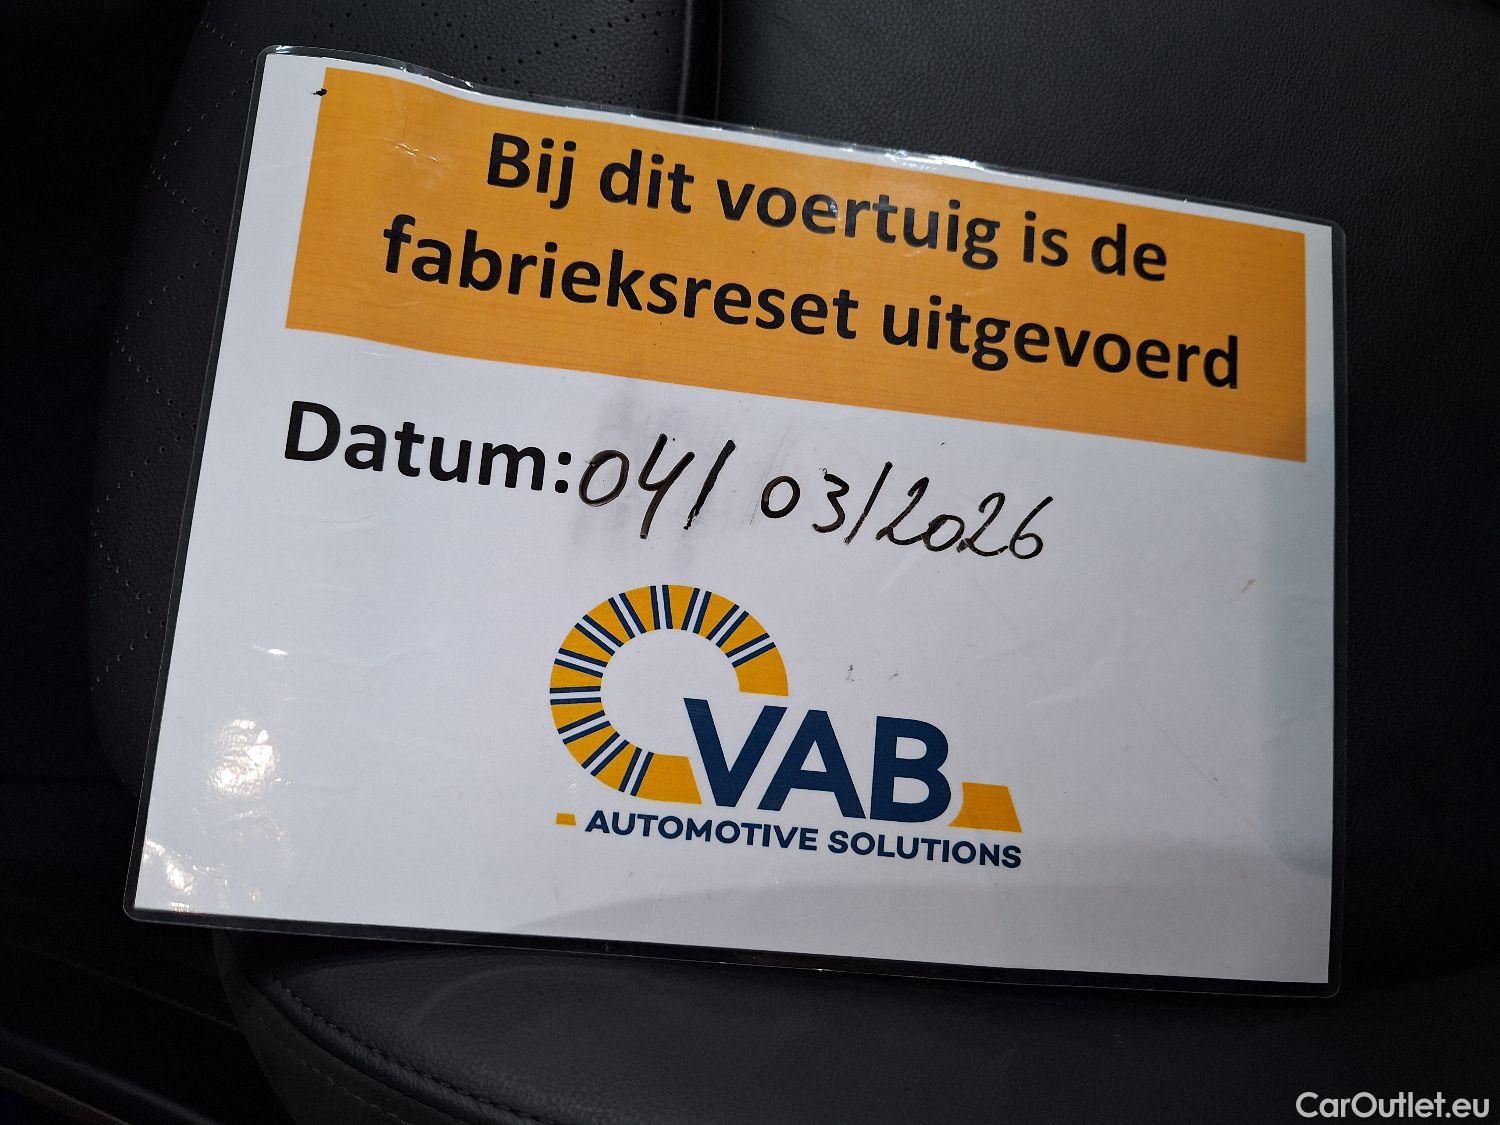 Bij dit voertuig is de
fabrieksreset uitgevoerd
Datum: 04/ 03/2026
VAB
AUTOMOTIVE SOLUTIONS
CarOutlet.eu